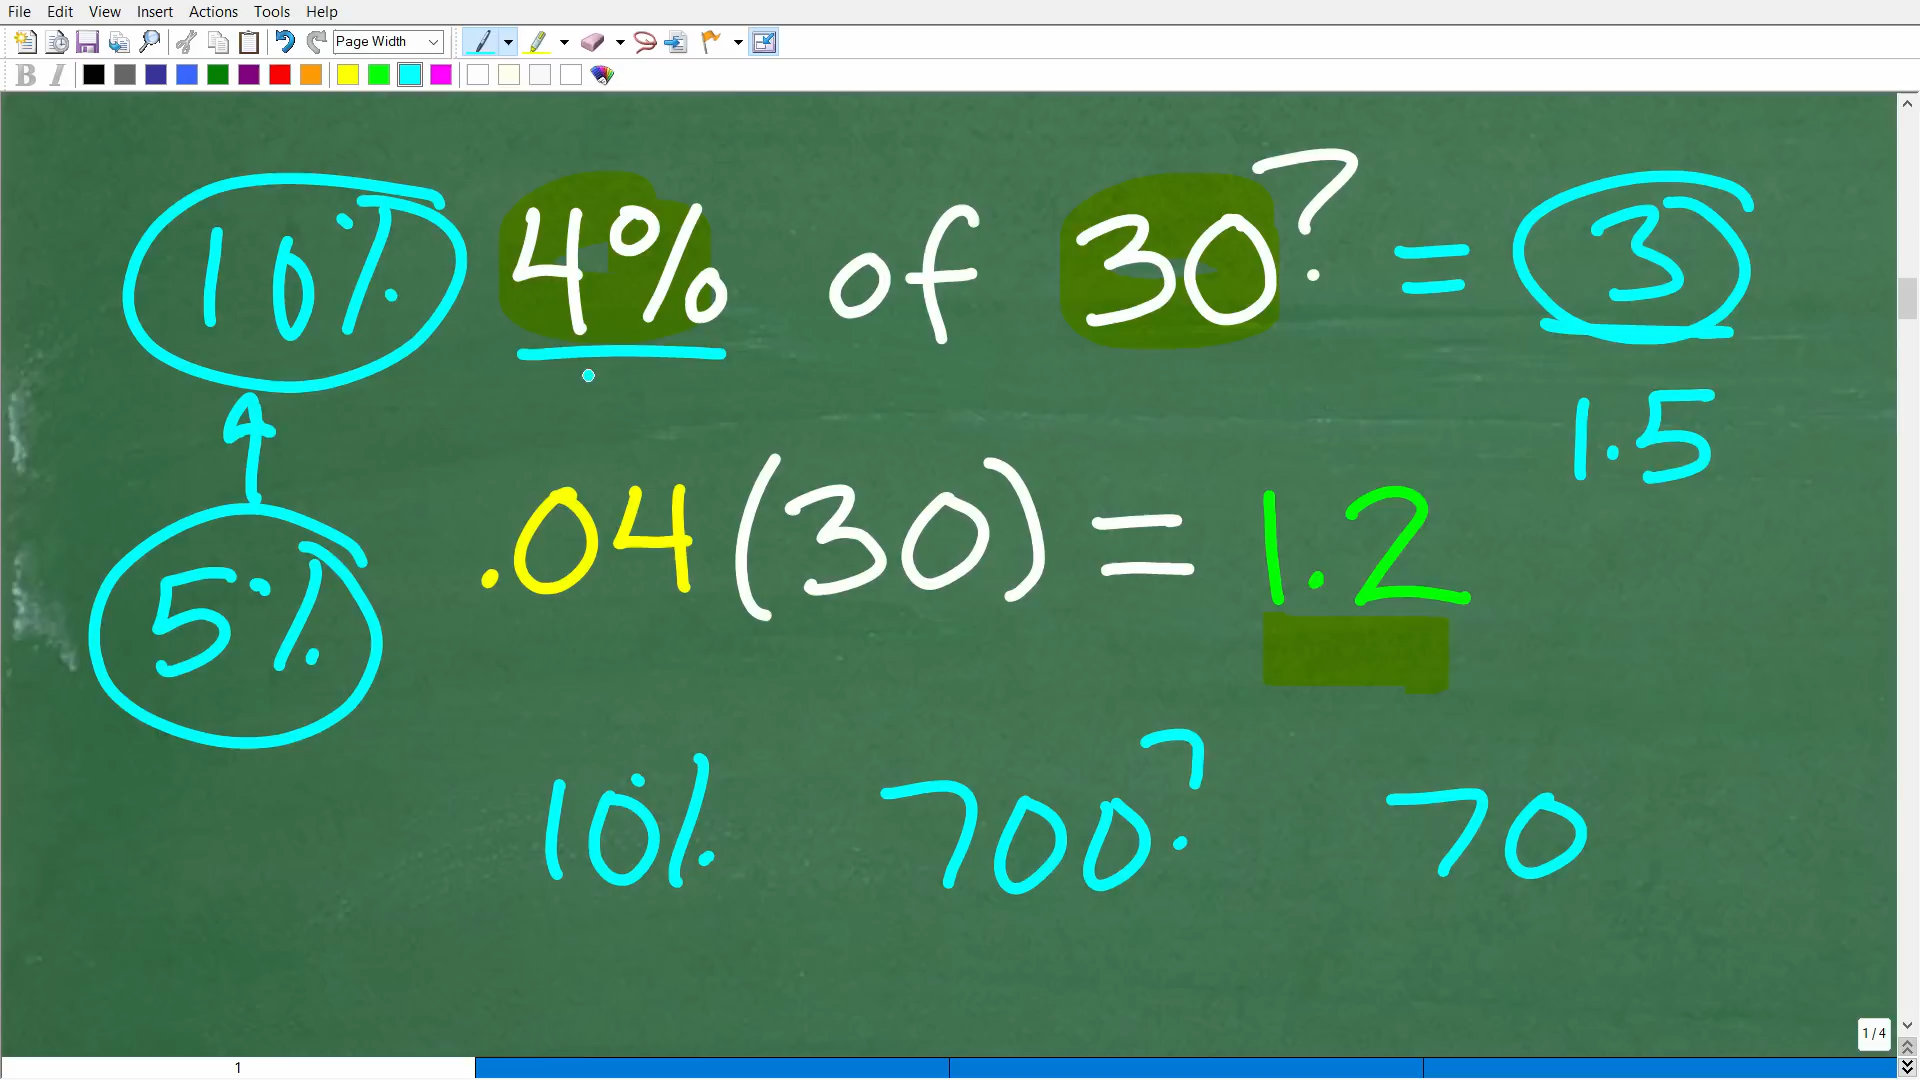 File Edit View Insert Actions Tools Help
Page Width
B I
10% 4% of 30? = 3
1.5
.04 (30) = 1.2
5%
10% 700? 70
1 / 4
1